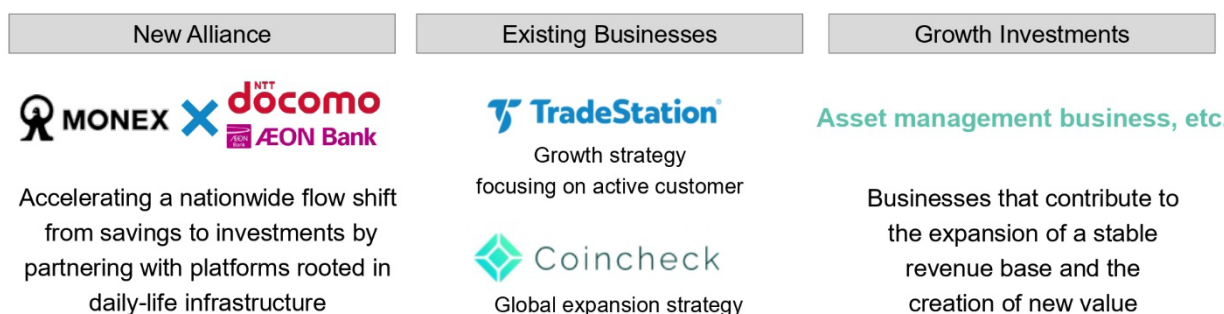 New Alliance
MONEX
NTT
docomo
AEON
Bank
ÆON Bank
Accelerating a nationwide flow shift
from savings to investments by
partnering with platforms rooted in
daily-life infrastructure
Existing Businesses
TradeStation®
Growth strategy
focusing on active customer
Coincheck
Global expansion strategy
Growth Investments
Asset management business, etc.
Businesses that contribute to
the expansion of a stable
revenue base and the
creation of new value